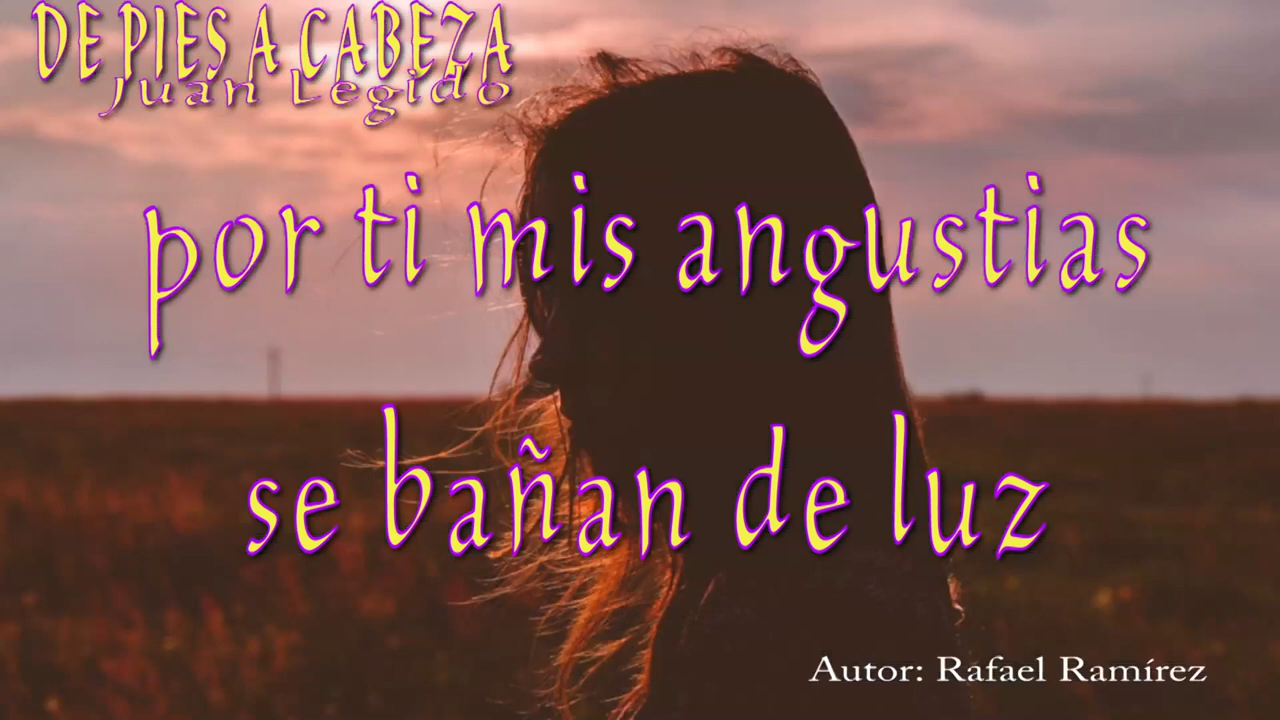 DE PIES A CABEZA
Juan Legido
por ti mis angustias
se bañan de luz
Autor: Rafael Ramírez